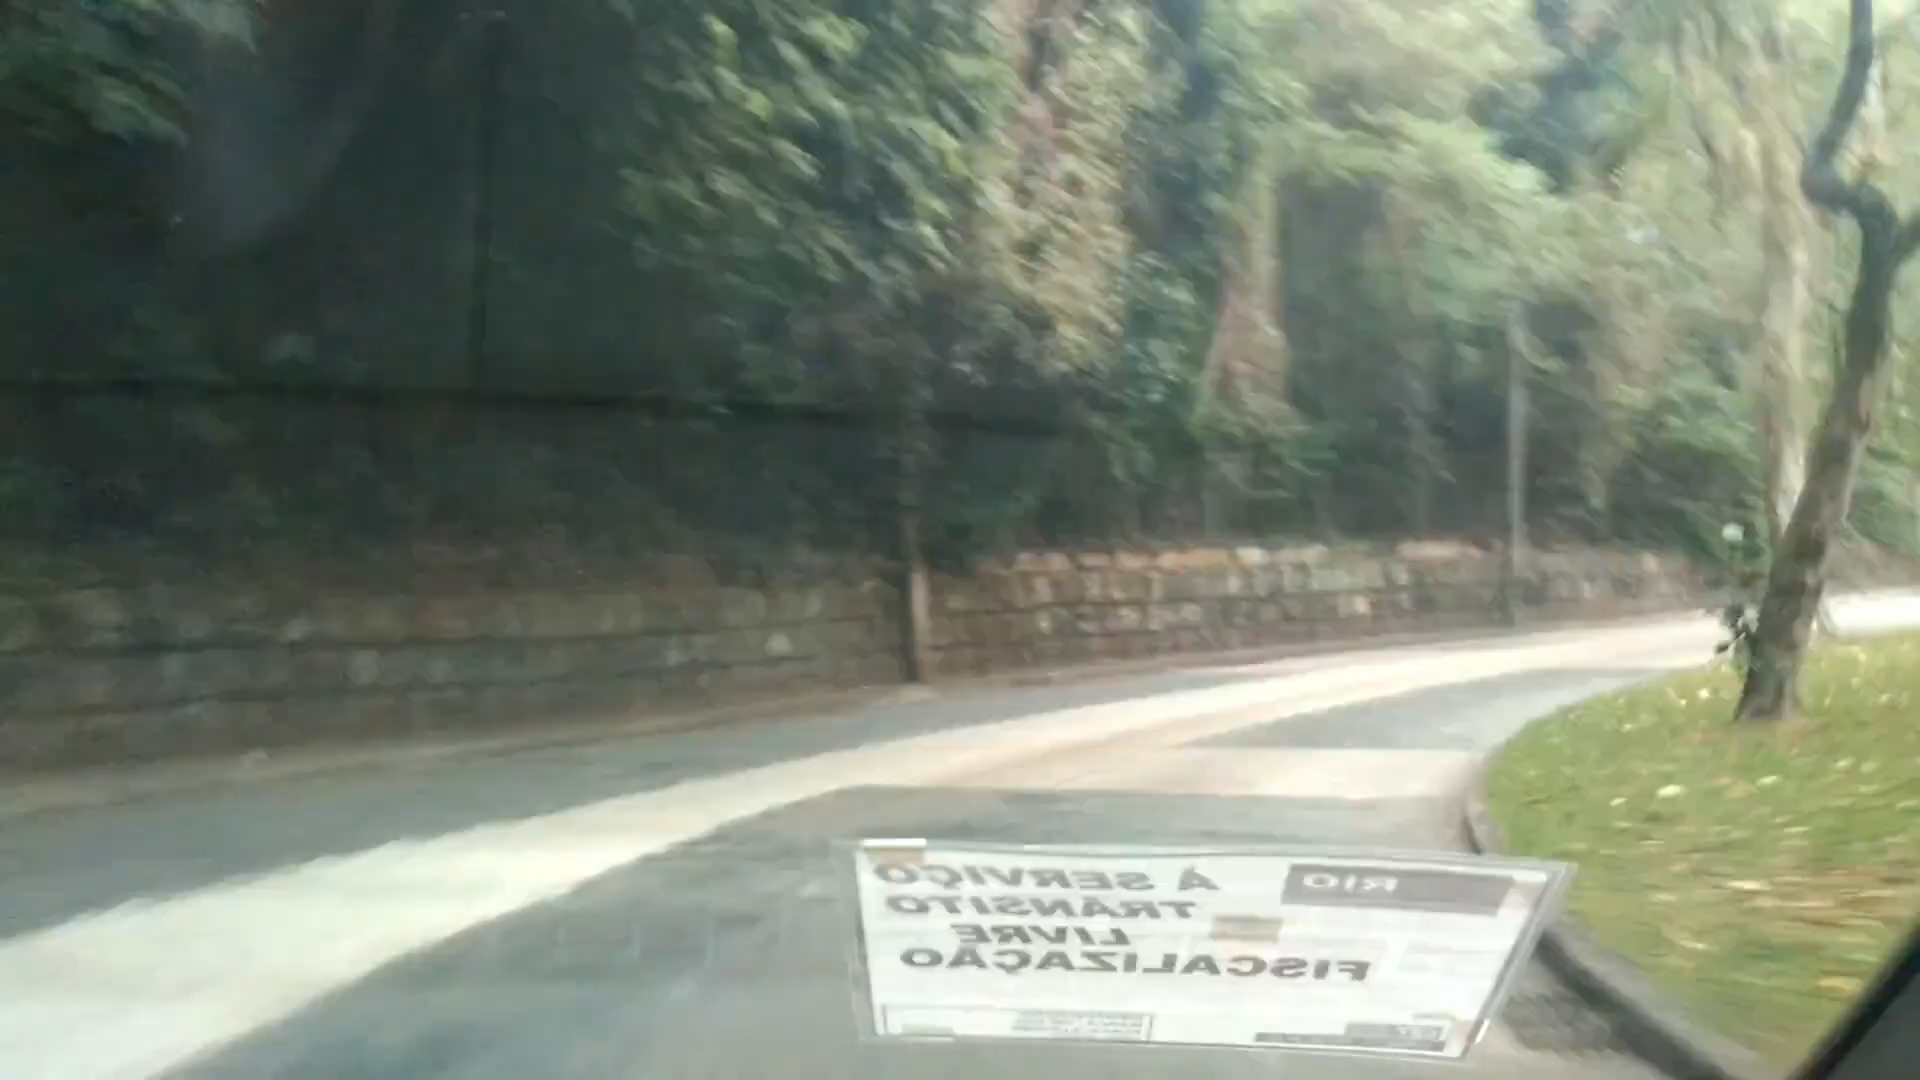 RIO
À SERVIÇO
TRÂNSITO
LIVRE
FISCALIZAÇÃO